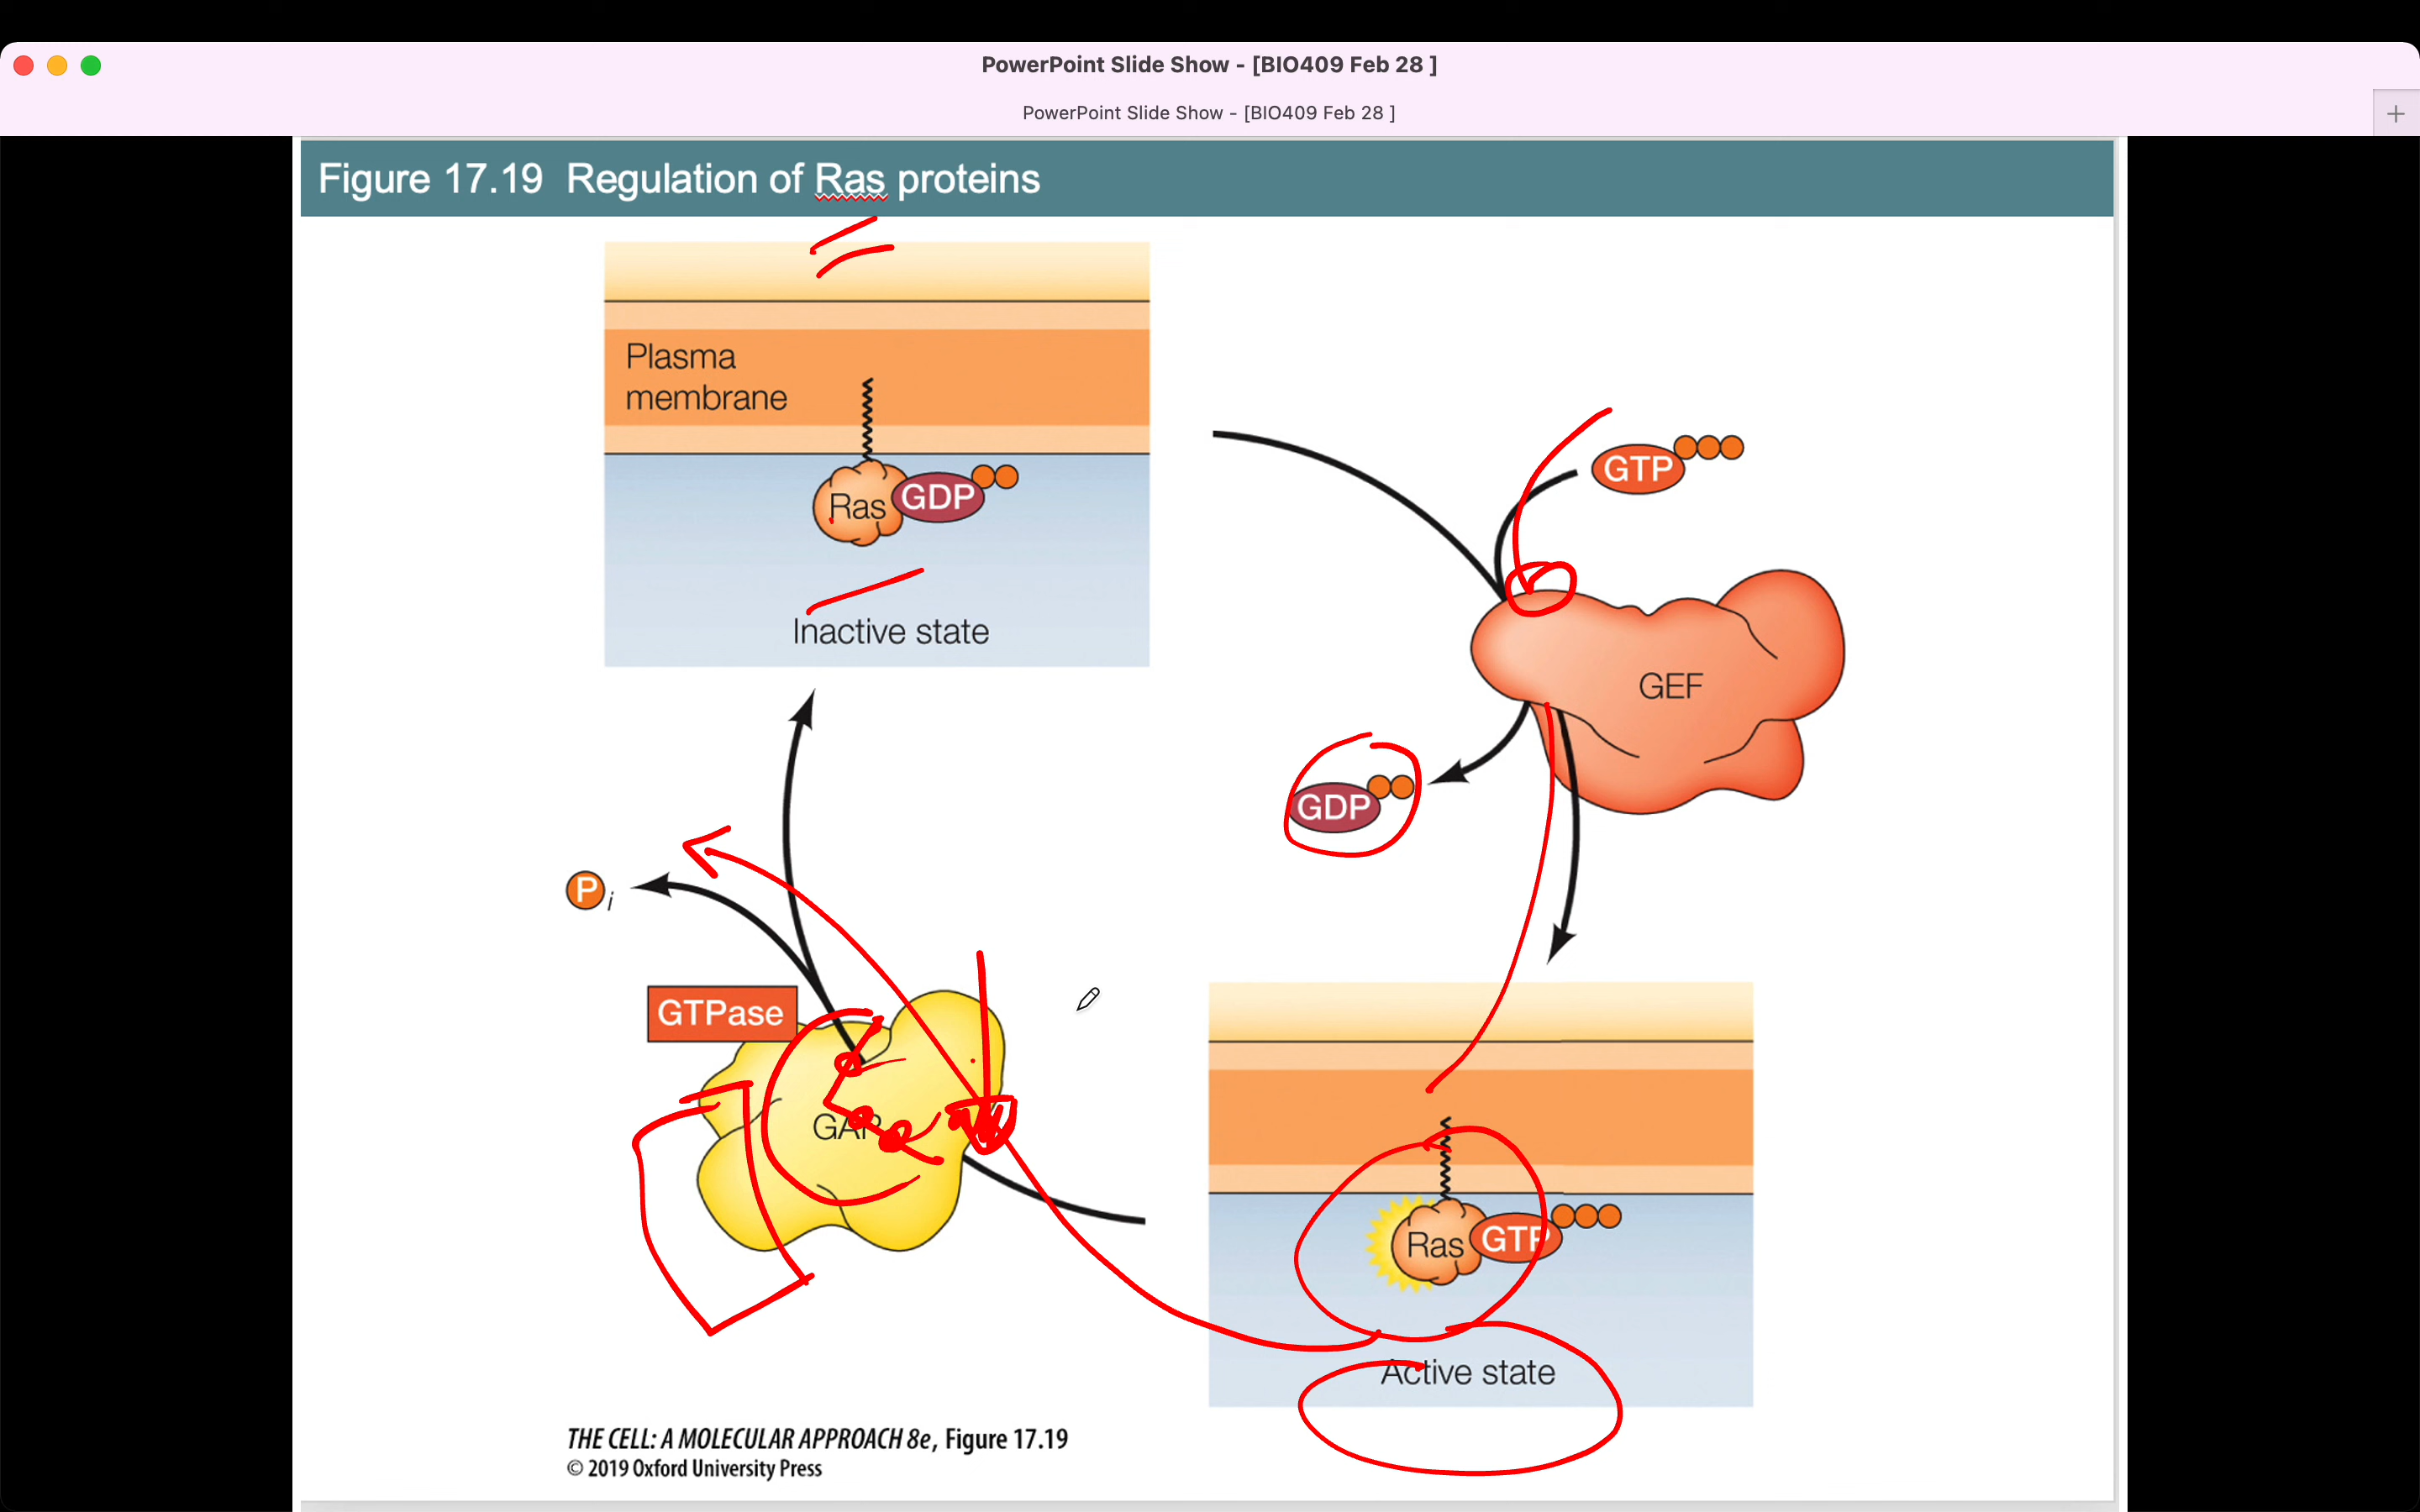 PowerPoint Slide Show - [BIO409 Feb 28 ]
PowerPoint Slide Show - [BIO409 Feb 28 ]
Figure 17.19 Regulation of Ras proteins
Plasma
membrane
Ras GDP
Inactive state
GTP
GEF
GDP
Pi
GTPase
GAP
Ras GTP
Active state
THE CELL: A MOLECULAR APPROACH 8e, Figure 17.19
© 2019 Oxford University Press